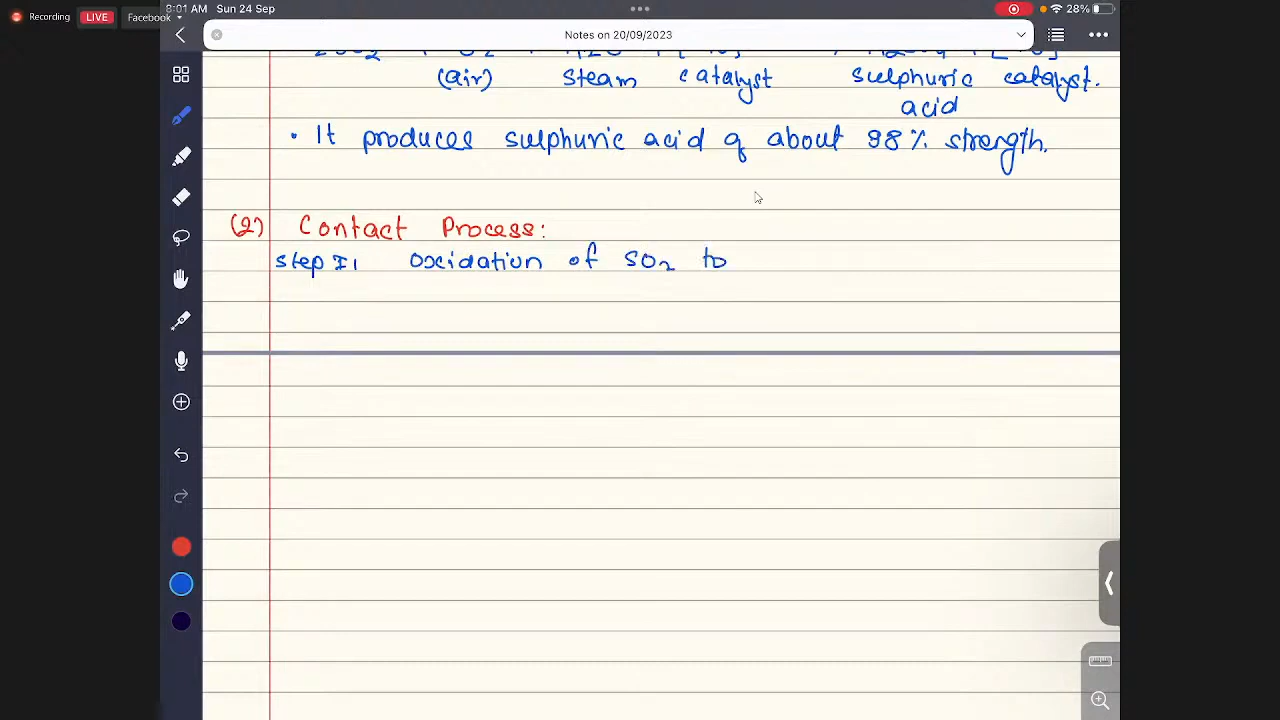 Recording
LIVE
Facebook
8:01 AM Sun 24 Sep
28%
Notes on 20/09/2023
(air) steam catalyst sulphuric catalyst.
acid
• It produces sulphuric acid of about 98% strength.
(2) Contact Process:
oxidation of SO₂ to